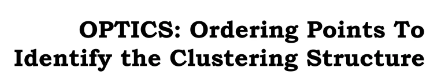 OPTICS: Ordering Points To
Identify the Clustering Structure